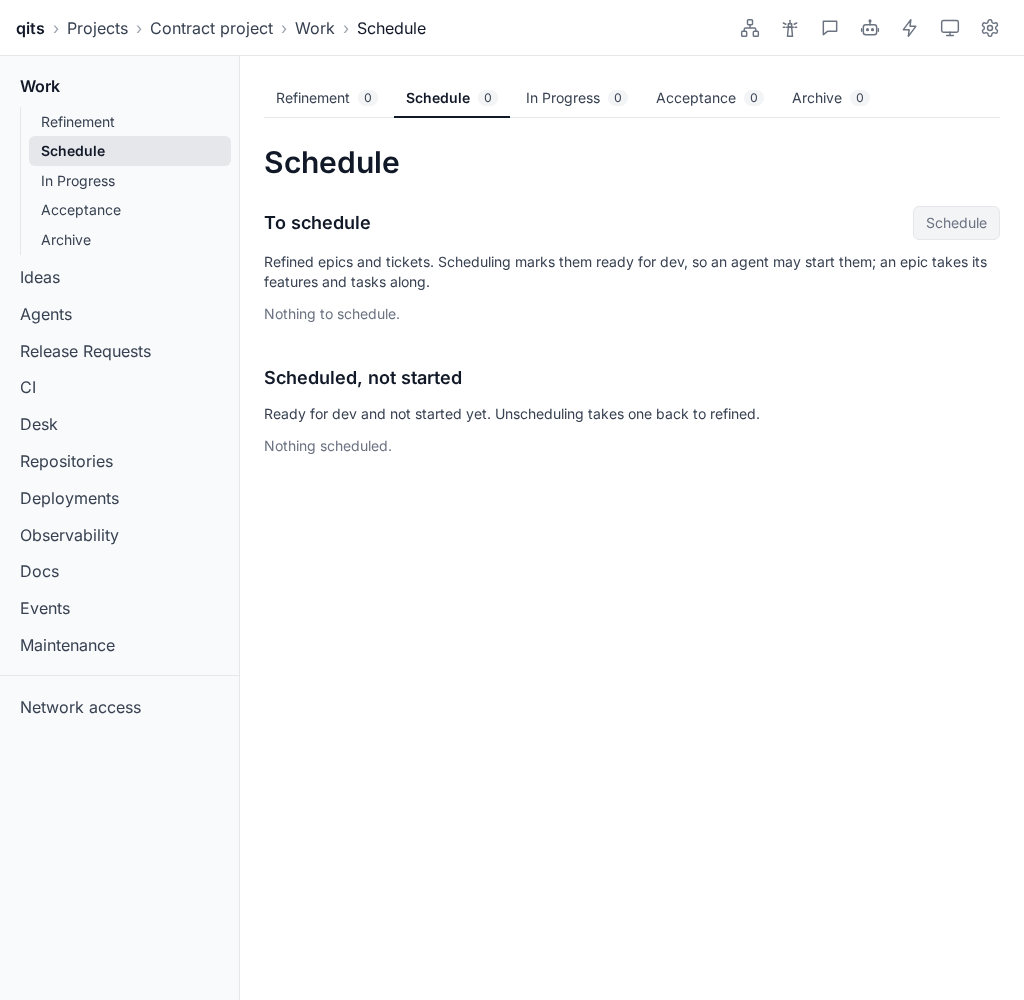 qits › Projects › Contract project › Work › Schedule
Work
Refinement
Schedule
In Progress
Acceptance
Archive
Ideas
Agents
Release Requests
CI
Desk
Repositories
Deployments
Observability
Docs
Events
Maintenance
Network access
Refinement 0 Schedule 0 In Progress 0 Acceptance 0 Archive 0
Schedule
To schedule Schedule
Refined epics and tickets. Scheduling marks them ready for dev, so an agent may start them; an epic takes its
features and tasks along.
Nothing to schedule.
Scheduled, not started
Ready for dev and not started yet. Unscheduling takes one back to refined.
Nothing scheduled.